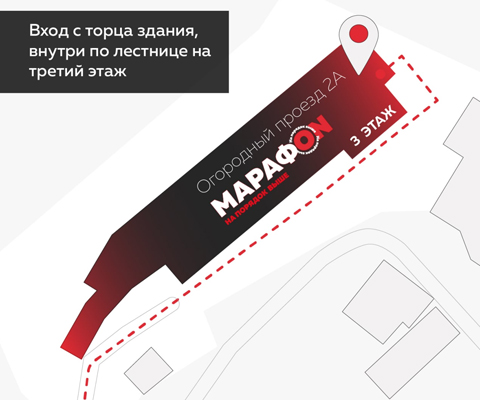 Вход с торца здания,
внутри по лестнице на
третий этаж
Огородный проезд 2А
МАРАФОN
НА ПОРЯДОК ВЫШЕ
3 ЭТАЖ